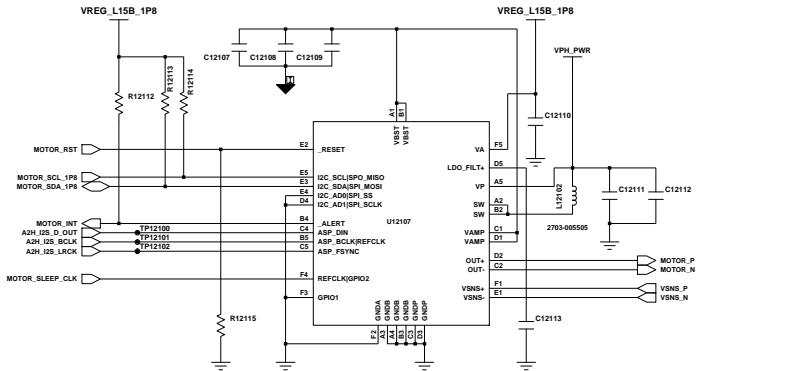 VREG_L15B_1P8
VREG_L15B_1P8
VPH_PWR
C12107
C12108
C12109
R12112
R12113
R12114
C12110
A1
B1
VBST
VBST
MOTOR_RST
E2
_RESET
VA
F5
LDO_FILT+
D5
MOTOR_SCL_1P8
E5
I2C_SCL|SPO_MISO
MOTOR_SDA_1P8
E3
I2C_SDA|SPI_MOSI
VP
A5
E4
I2C_AD0|SPI_SS
D4
I2C_AD1|SPI_SCLK
SW
A2
SW
B2
L12102
C12111
C12112
U12107
2703-005505
MOTOR_INT
B4
_ALERT
A2H_I2S_D_OUT
TP12100
C4
ASP_DIN
A2H_I2S_BCLK
TP12101
B5
ASP_BCLK|REFCLK
A2H_I2S_LRCK
TP12102
C5
ASP_FSYNC
VAMP
C1
VAMP
D1
OUT+
D2
MOTOR_P
OUT-
C2
MOTOR_N
MOTOR_SLEEP_CLK
F4
REFCLK|GPIO2
F3
GPIO1
VSNS+
F1
VSNS_P
VSNS-
E1
VSNS_N
GNDA
GNDB
GNDB
GNDB
GNDP
GNDP
F2
A3
A4
B3
C3
D3
R12115
C12113